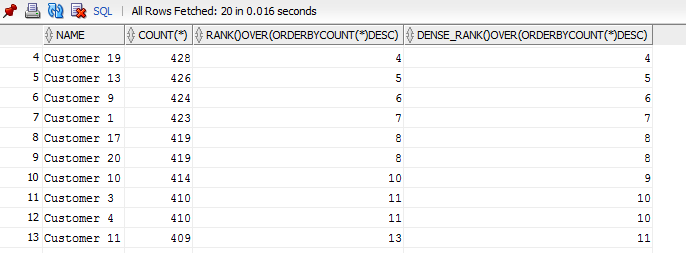 SQL | All Rows Fetched: 20 in 0.016 seconds
NAME COUNT(*) RANK()OVER(ORDERBYCOUNT(*)DESC) DENSE_RANK()OVER(ORDERBYCOUNT(*)DESC)
4 Customer 19 428 4 4
5 Customer 13 426 5 5
6 Customer 9 424 6 6
7 Customer 1 423 7 7
8 Customer 17 419 8 8
9 Customer 20 419 8 8
10 Customer 10 414 10 9
11 Customer 3 410 11 10
12 Customer 4 410 11 10
13 Customer 11 409 13 11